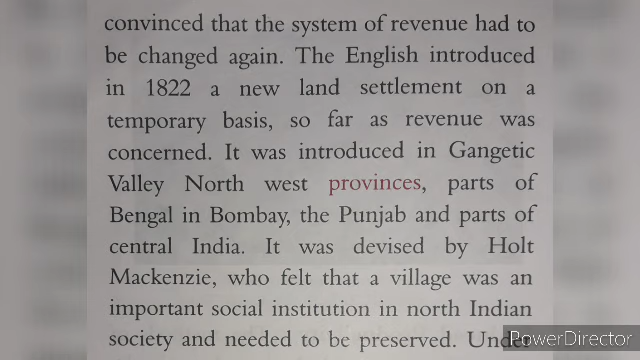 convinced that the system of revenue had to
be changed again. The English introduced
in 1822 a new land settlement on a
temporary basis, so far as revenue was
concerned. It was introduced in Gangetic
Valley North west provinces, parts of
Bengal in Bombay, the Punjab and parts of
central India. It was devised by Holt
Mackenzie, who felt that a village was an
important social institution in north Indian
society and needed to be preserved. Under
PowerDirector